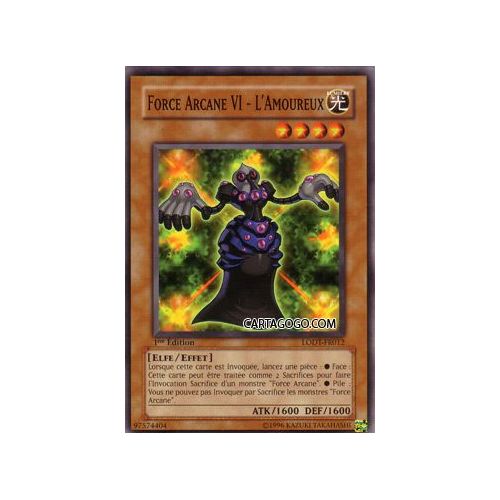 FORCE ARCANE VI - L'AMOUREUX
光
CARTAGOGO.COM
1st Edition
LODT-FR012
[ELFE/EFFET]
Lorsque cette carte est Invoquée, lancez une pièce : ● Face :
Cette carte peut être traitée comme 2 Sacrifices pour faire
l'Invocation Sacrifice d'un monstre "Force Arcane". ● Pile :
Vous ne pouvez pas Invoquer par Sacrifice les monstres "Force
Arcane".
ATK/1600 DEF/1600
97574404
©1996 KAZUKI TAKAHASHI